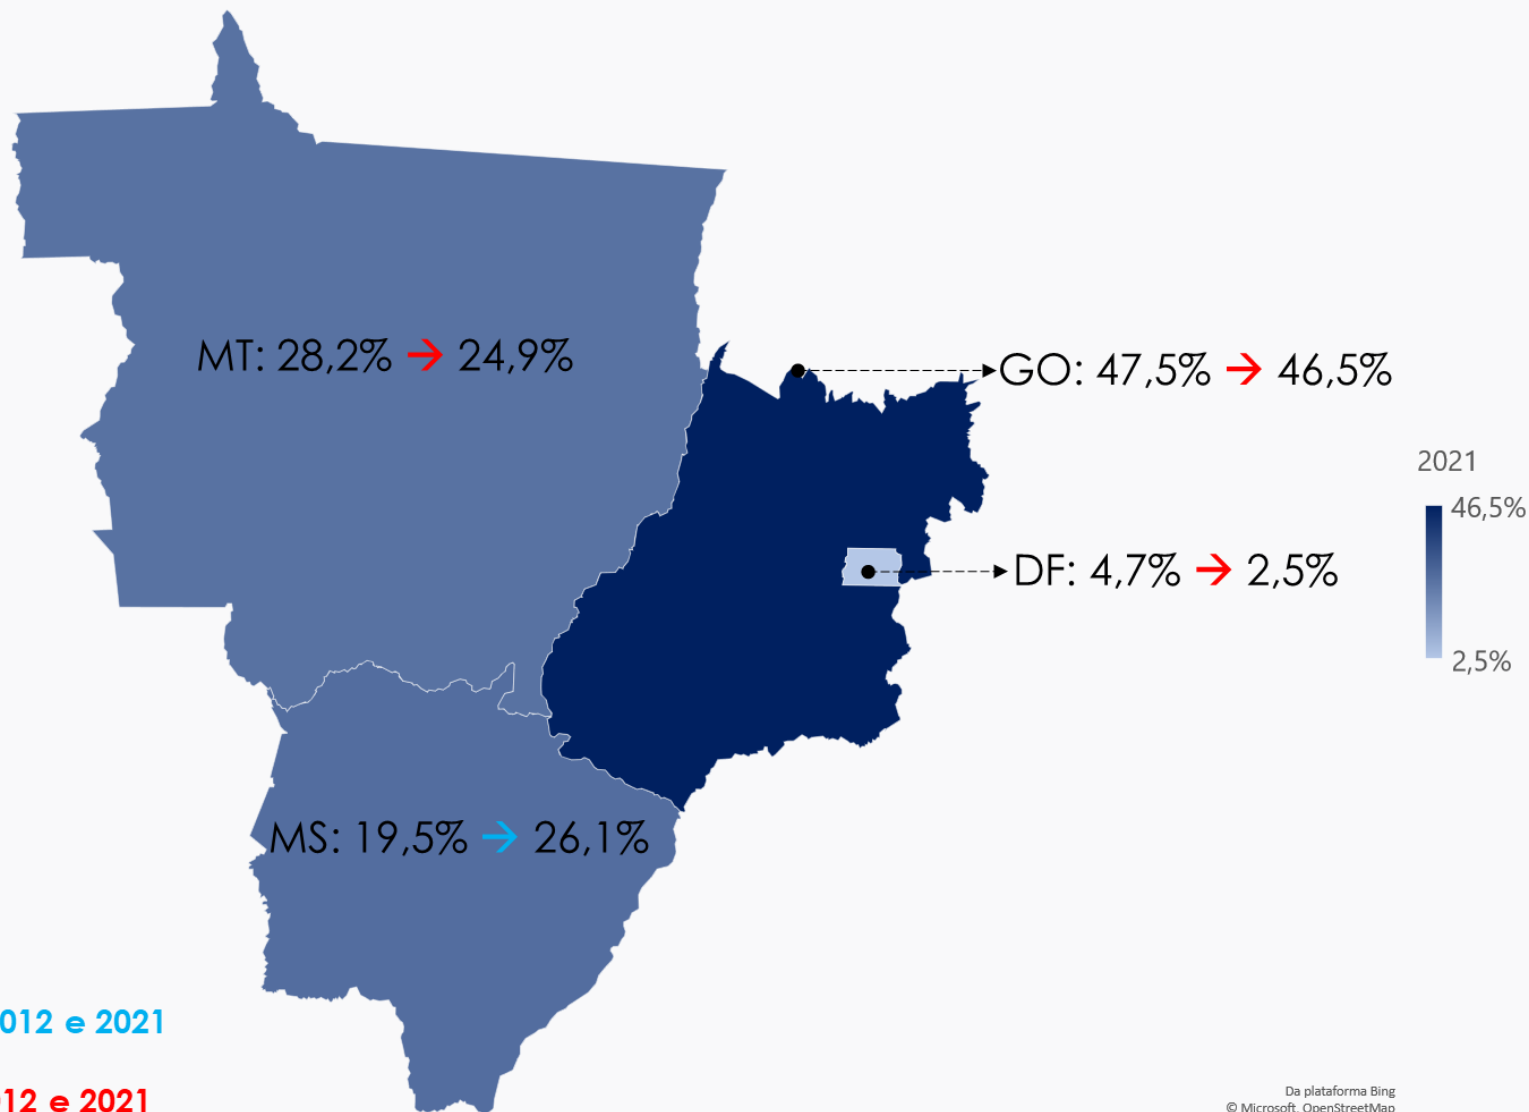 MT: 28,2% → 24,9%
GO: 47,5% → 46,5%
2021
46,5%
DF: 4,7% → 2,5%
2,5%
MS: 19,5% → 26,1%
012 e 2021
12 e 2021
Da plataforma Bing
© Microsoft, OpenStreetMap